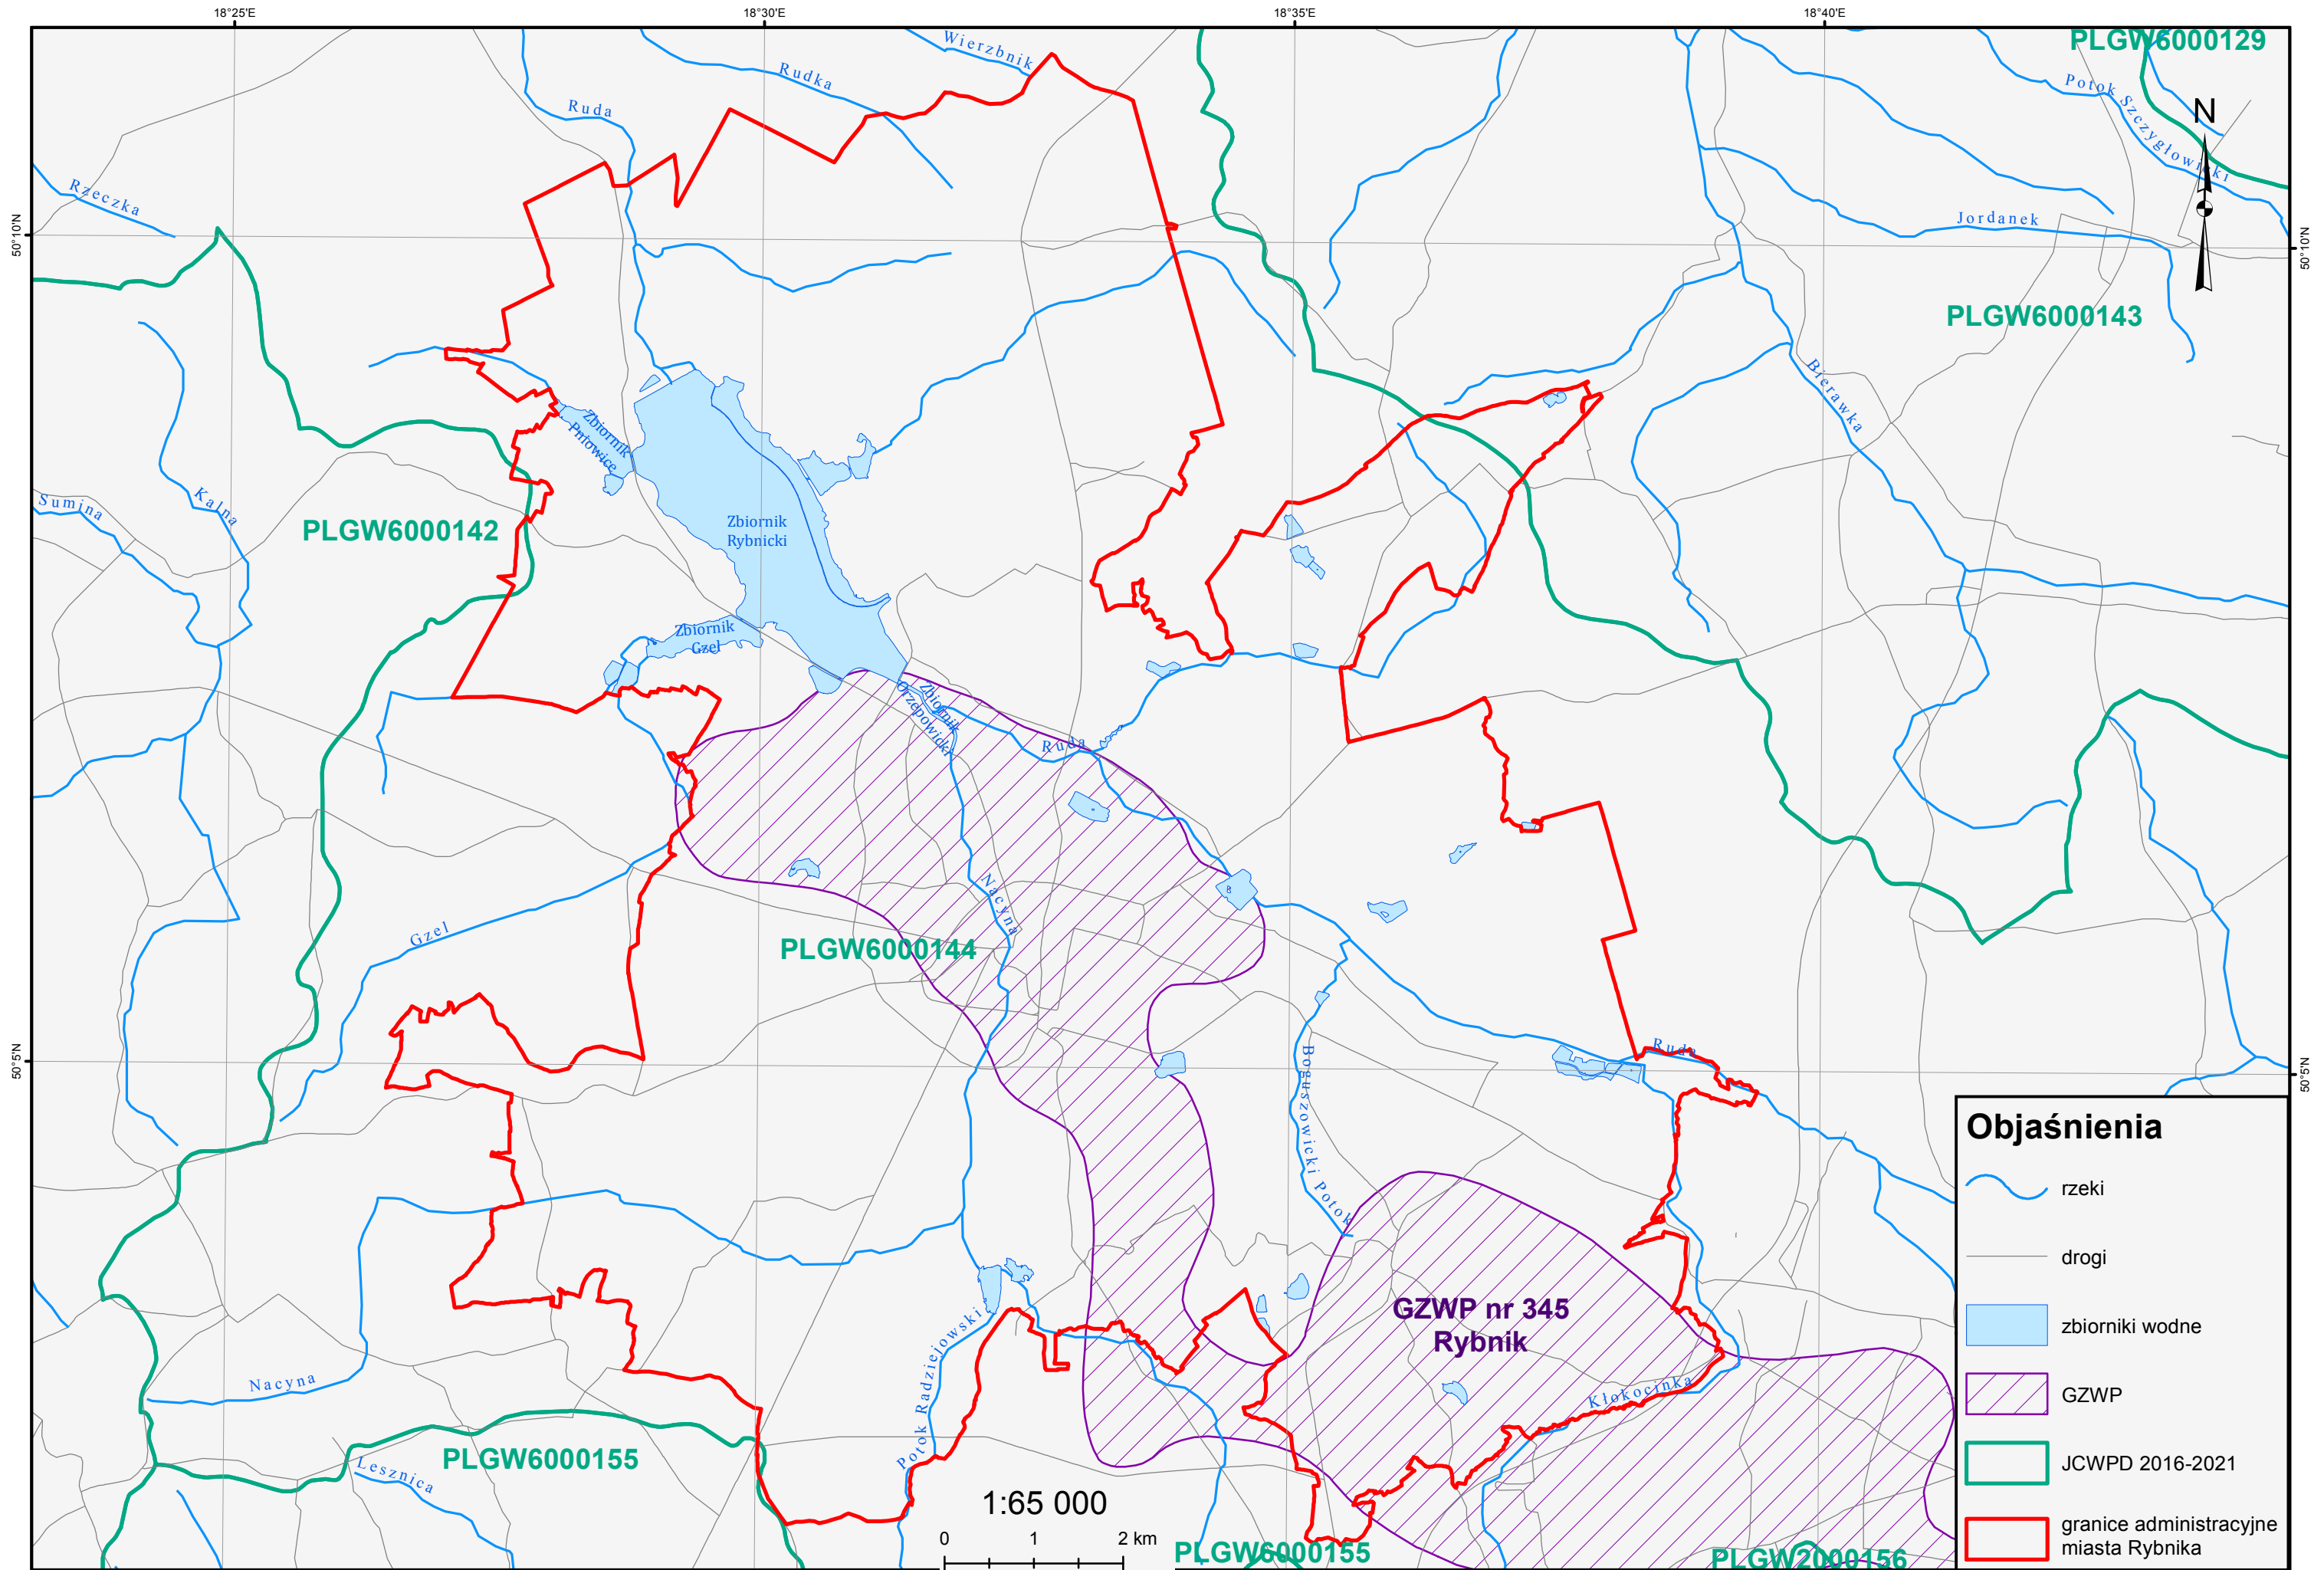 18°25'E
18°30'E
18°35'E
18°40'E
PLGW6000129
Wierzbnik
Rudka
Ruda
Potok Szczygłowicki
N
Rzeczka
Jordanek
50°10'N
50°10'N
PLGW6000143
Bierawka
Zbiornik
Pniowice
Sumina
Kalna
PLGW6000142
Zbiornik
Rybnicki
Zbiornik
Gzel
Zbiornik
Orzepowicki
Ruda
Nacyna
Gzel
PLGW6000144
50°5'N
50°5'N
Ruda
Boguszowicki Potok
Objaśnienia
rzeki
drogi
zbiorniki wodne
GZWP
JCWPD 2016-2021
granice administracyjne
miasta Rybnika
GZWP nr 345
Rybnik
Potok Radziejowski
Nacyna
Kłokocinka
PLGW6000155
Lesznica
1:65 000
0 1 2 km
PLGW6000155
PLGW2000156